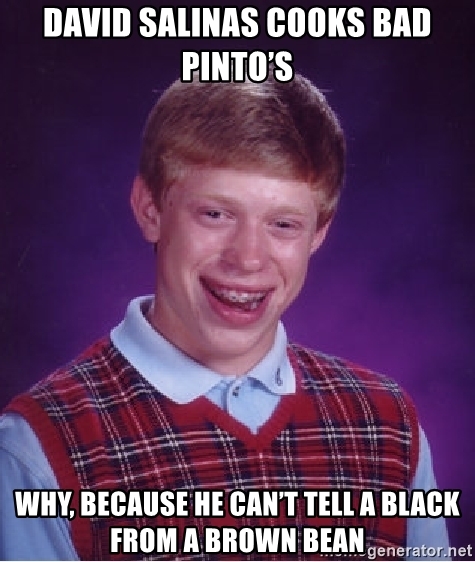 DAVID SALINAS COOKS BAD
PINTO'S
WHY, BECAUSE HE CAN'T TELL A BLACK
FROM A BROWN BEAN
generator.net